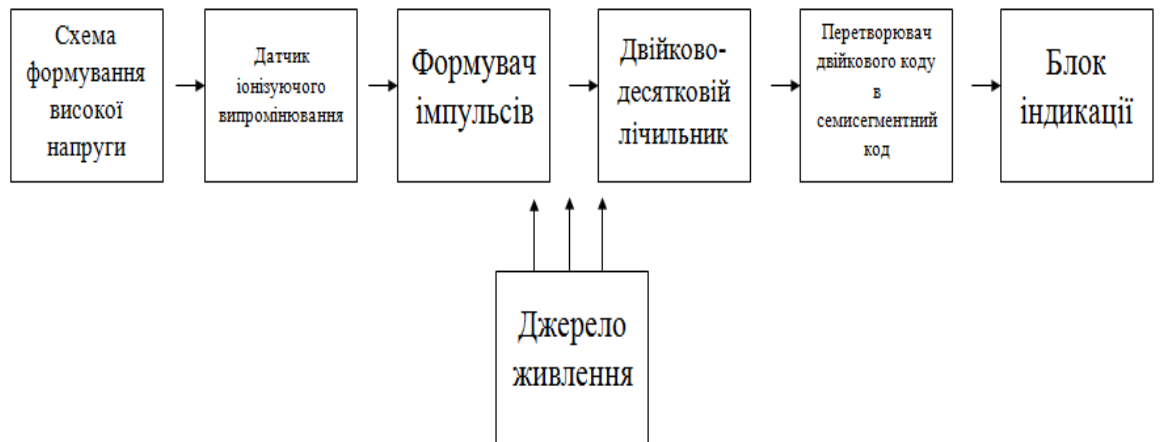 Схема
формування
високої
напруги
Датчик
іонізуючого
випромінювання
Формувач
імпульсів
Двійково-
десятковій
лічильник
Перетворювач
двійкового коду
в
семисегментний
код
Блок
індикації
Джерело
живлення